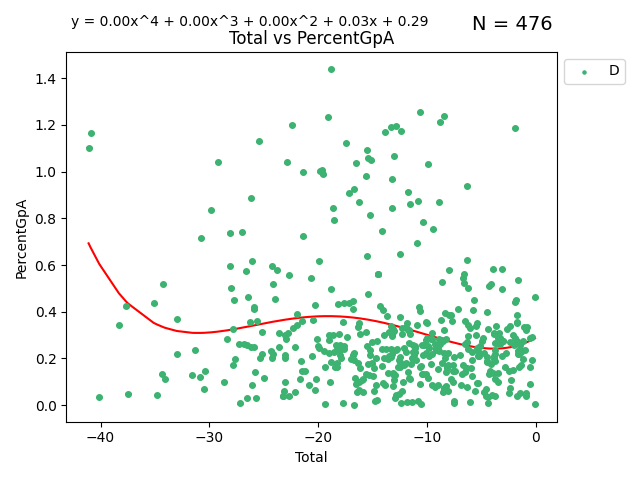 y = 0.00x^4 + 0.00x^3 + 0.00x^2 + 0.03x + 0.29
N = 476
Total vs PercentGpA
D
PercentGpA
1.4
1.2
1.0
0.8
0.6
0.4
0.2
0.0
−40
−30
−20
−10
0
Total